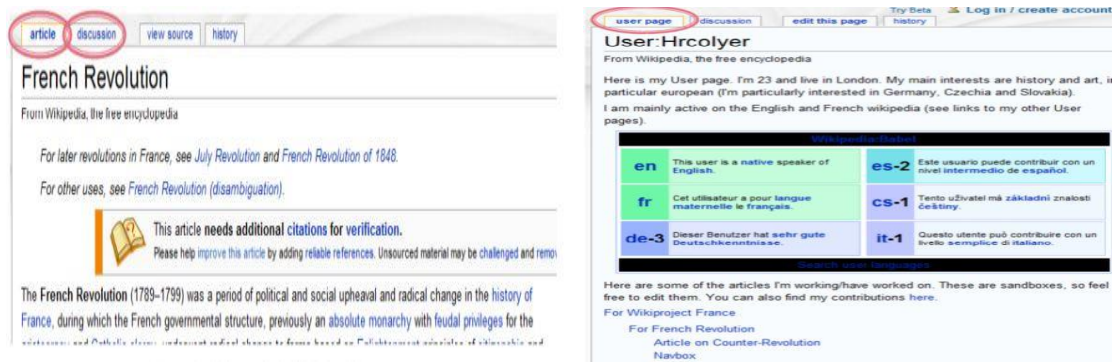 article discussion view source history
French Revolution
From Wikipedia, the free encyclopedia
For later revolutions in France, see July Revolution and French Revolution of 1848.
For other uses, see French Revolution (disambiguation).
This article needs additional citations for verification.
Please help improve this article by adding reliable references. Unsourced material may be challenged and remov
The French Revolution (1789–1799) was a period of political and social upheaval and radical change in the history of
France, during which the French governmental structure, previously an absolute monarchy with feudal privileges for the
Try Beta Log in / create account
user page discussion edit this page history
User:Hrcolyer
From Wikipedia, the free encyclopedia
Here is my User page. I'm 23 and live in London. My main interests are history and art, in
particular european (I'm particularly interested in Germany, Czechia and Slovakia).
I am mainly active on the English and French wikipedia (see links to my other User
pages).
Wikipedia:Babel
en This user is a native speaker of
English.
es-2 Este usuario puede contribuir con un
nivel intermedio de español.
fr Cet utilisateur a pour langue
maternelle le français.
cs-1 Tento uživatel má základní znalosti
češtiny.
de-3 Dieser Benutzer hat sehr gute
Deutschkenntnisse.
it-1 Questo utente può contribuire con un
livello semplice di italiano.
Search user languages
Here are some of the articles I'm working/have worked on. These are sandboxes, so feel
free to edit them. You can also find my contributions here.
For Wikiproject France
For French Revolution
Article on Counter-Revolution
Navbox